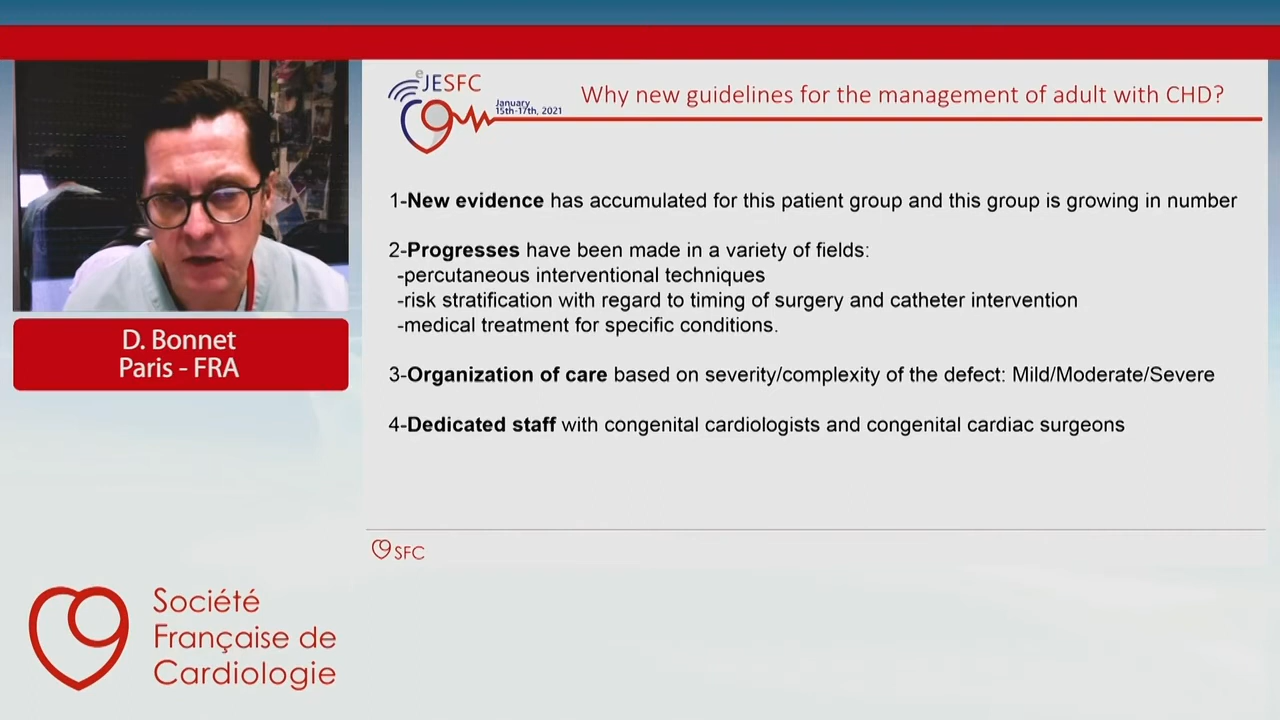 eJESFC
January
15th-17th, 2021
Why new guidelines for the management of adult with CHD?
1-New evidence has accumulated for this patient group and this group is growing in number
2-Progresses have been made in a variety of fields:
-percutaneous interventional techniques
-risk stratification with regard to timing of surgery and catheter intervention
-medical treatment for specific conditions.
3-Organization of care based on severity/complexity of the defect: Mild/Moderate/Severe
4-Dedicated staff with congenital cardiologists and congenital cardiac surgeons
SFC
D. Bonnet
Paris - FRA
Société
Française de
Cardiologie